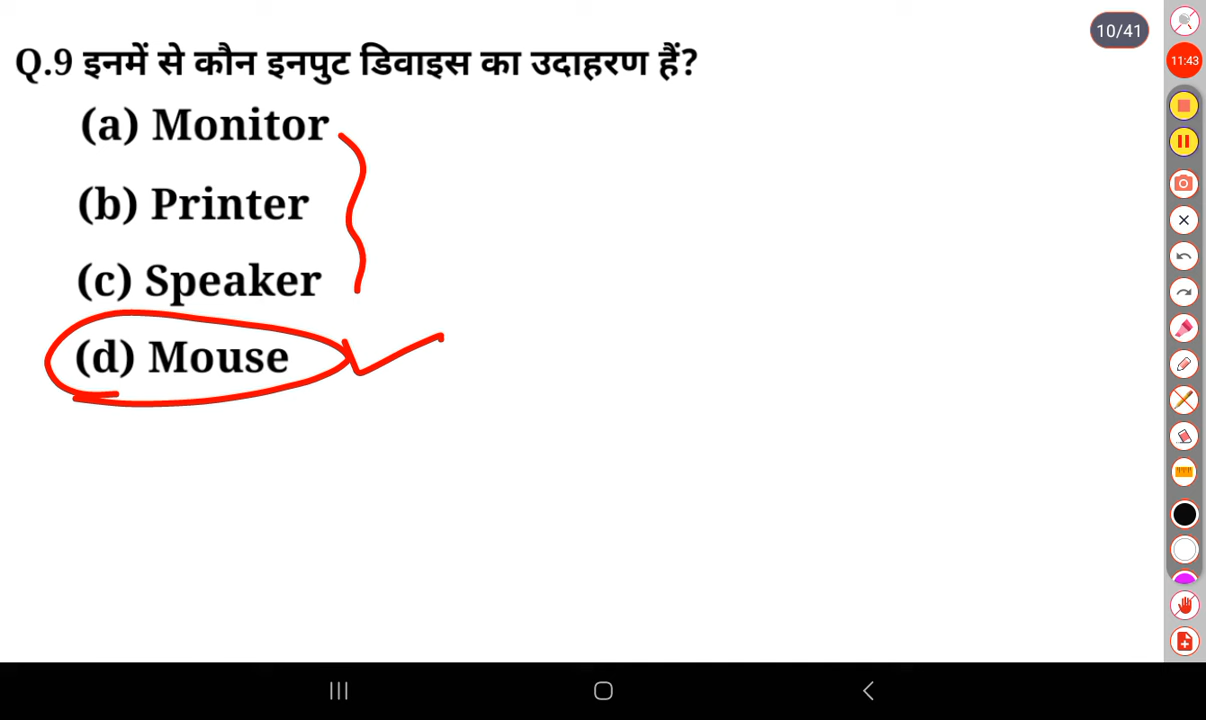 10/41
Q.9 इनमें से कौन इनपुट डिवाइस का उदाहरण हैं?
11:43
(a) Monitor
(b) Printer
(c) Speaker
(d) Mouse